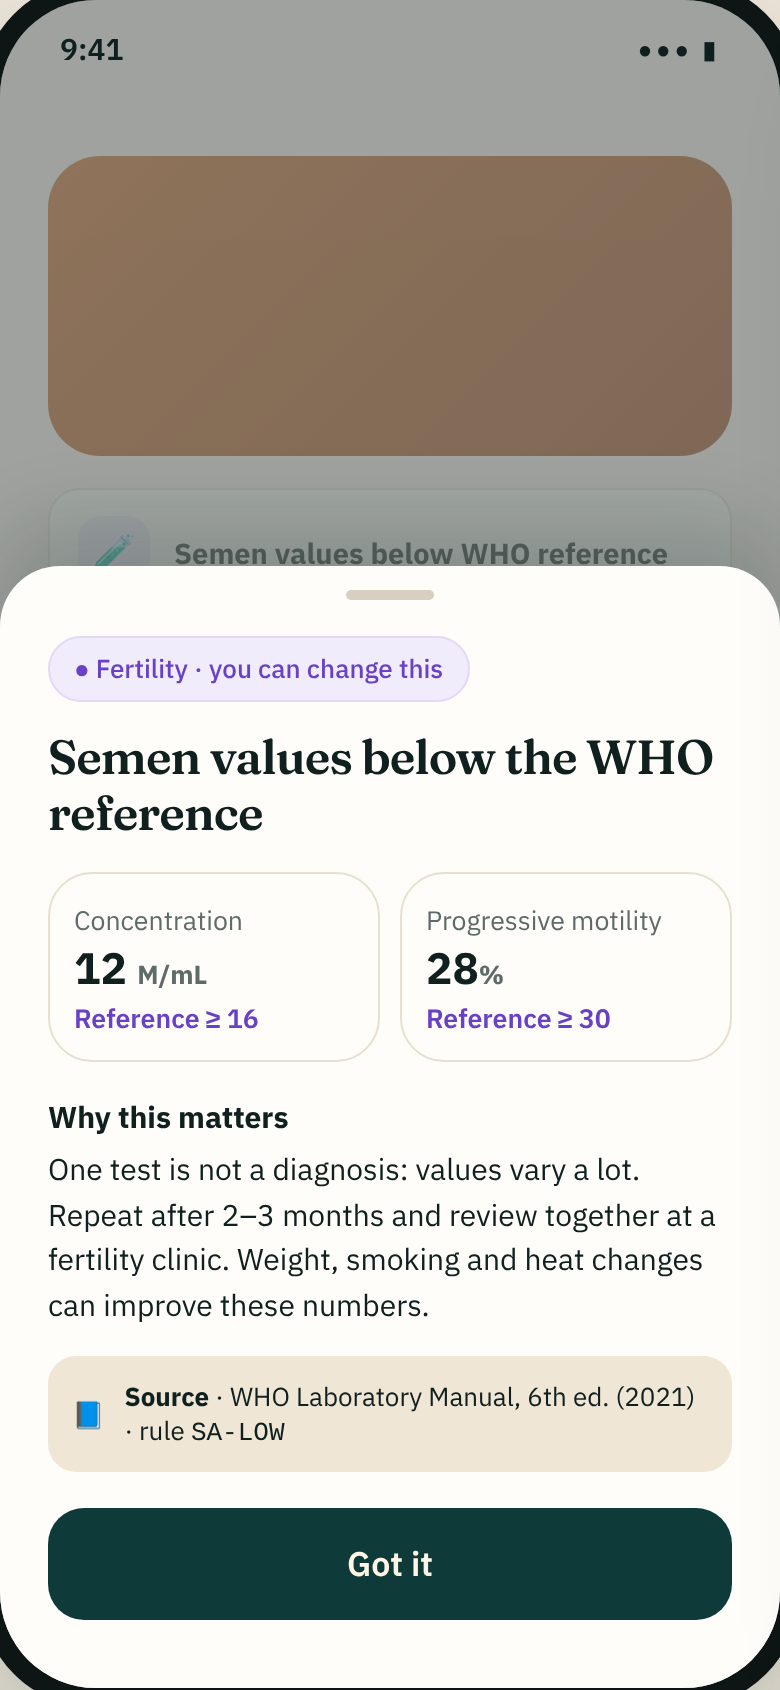 9:41
Semen values below WHO reference
● Fertility · you can change this
Semen values below the WHO
reference
Concentration
12 M/mL
Reference ≥ 16
Progressive motility
28%
Reference ≥ 30
Why this matters
One test is not a diagnosis: values vary a lot.
Repeat after 2–3 months and review together at a
fertility clinic. Weight, smoking and heat changes
can improve these numbers.
Source · WHO Laboratory Manual, 6th ed. (2021)
· rule SA-LOW
Got it